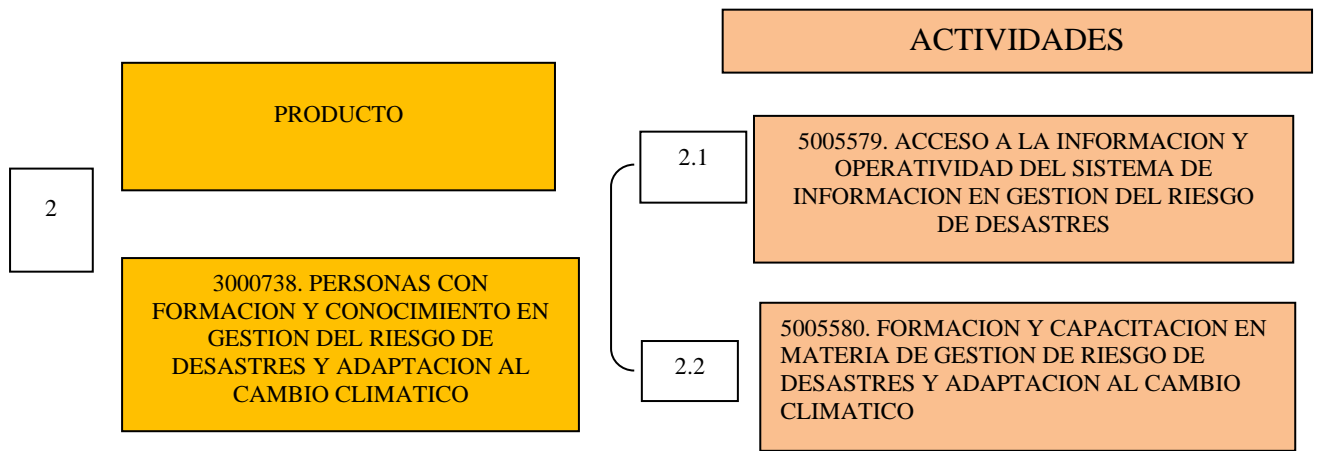 ACTIVIDADES
PRODUCTO
2
3000738. PERSONAS CON
FORMACION Y CONOCIMIENTO EN
GESTION DEL RIESGO DE
DESASTRES Y ADAPTACION AL
CAMBIO CLIMATICO
2.1
5005579. ACCESO A LA INFORMACION Y
OPERATIVIDAD DEL SISTEMA DE
INFORMACION EN GESTION DEL RIESGO
DE DESASTRES
2.2
5005580. FORMACION Y CAPACITACION EN
MATERIA DE GESTION DE RIESGO DE
DESASTRES Y ADAPTACION AL CAMBIO
CLIMATICO